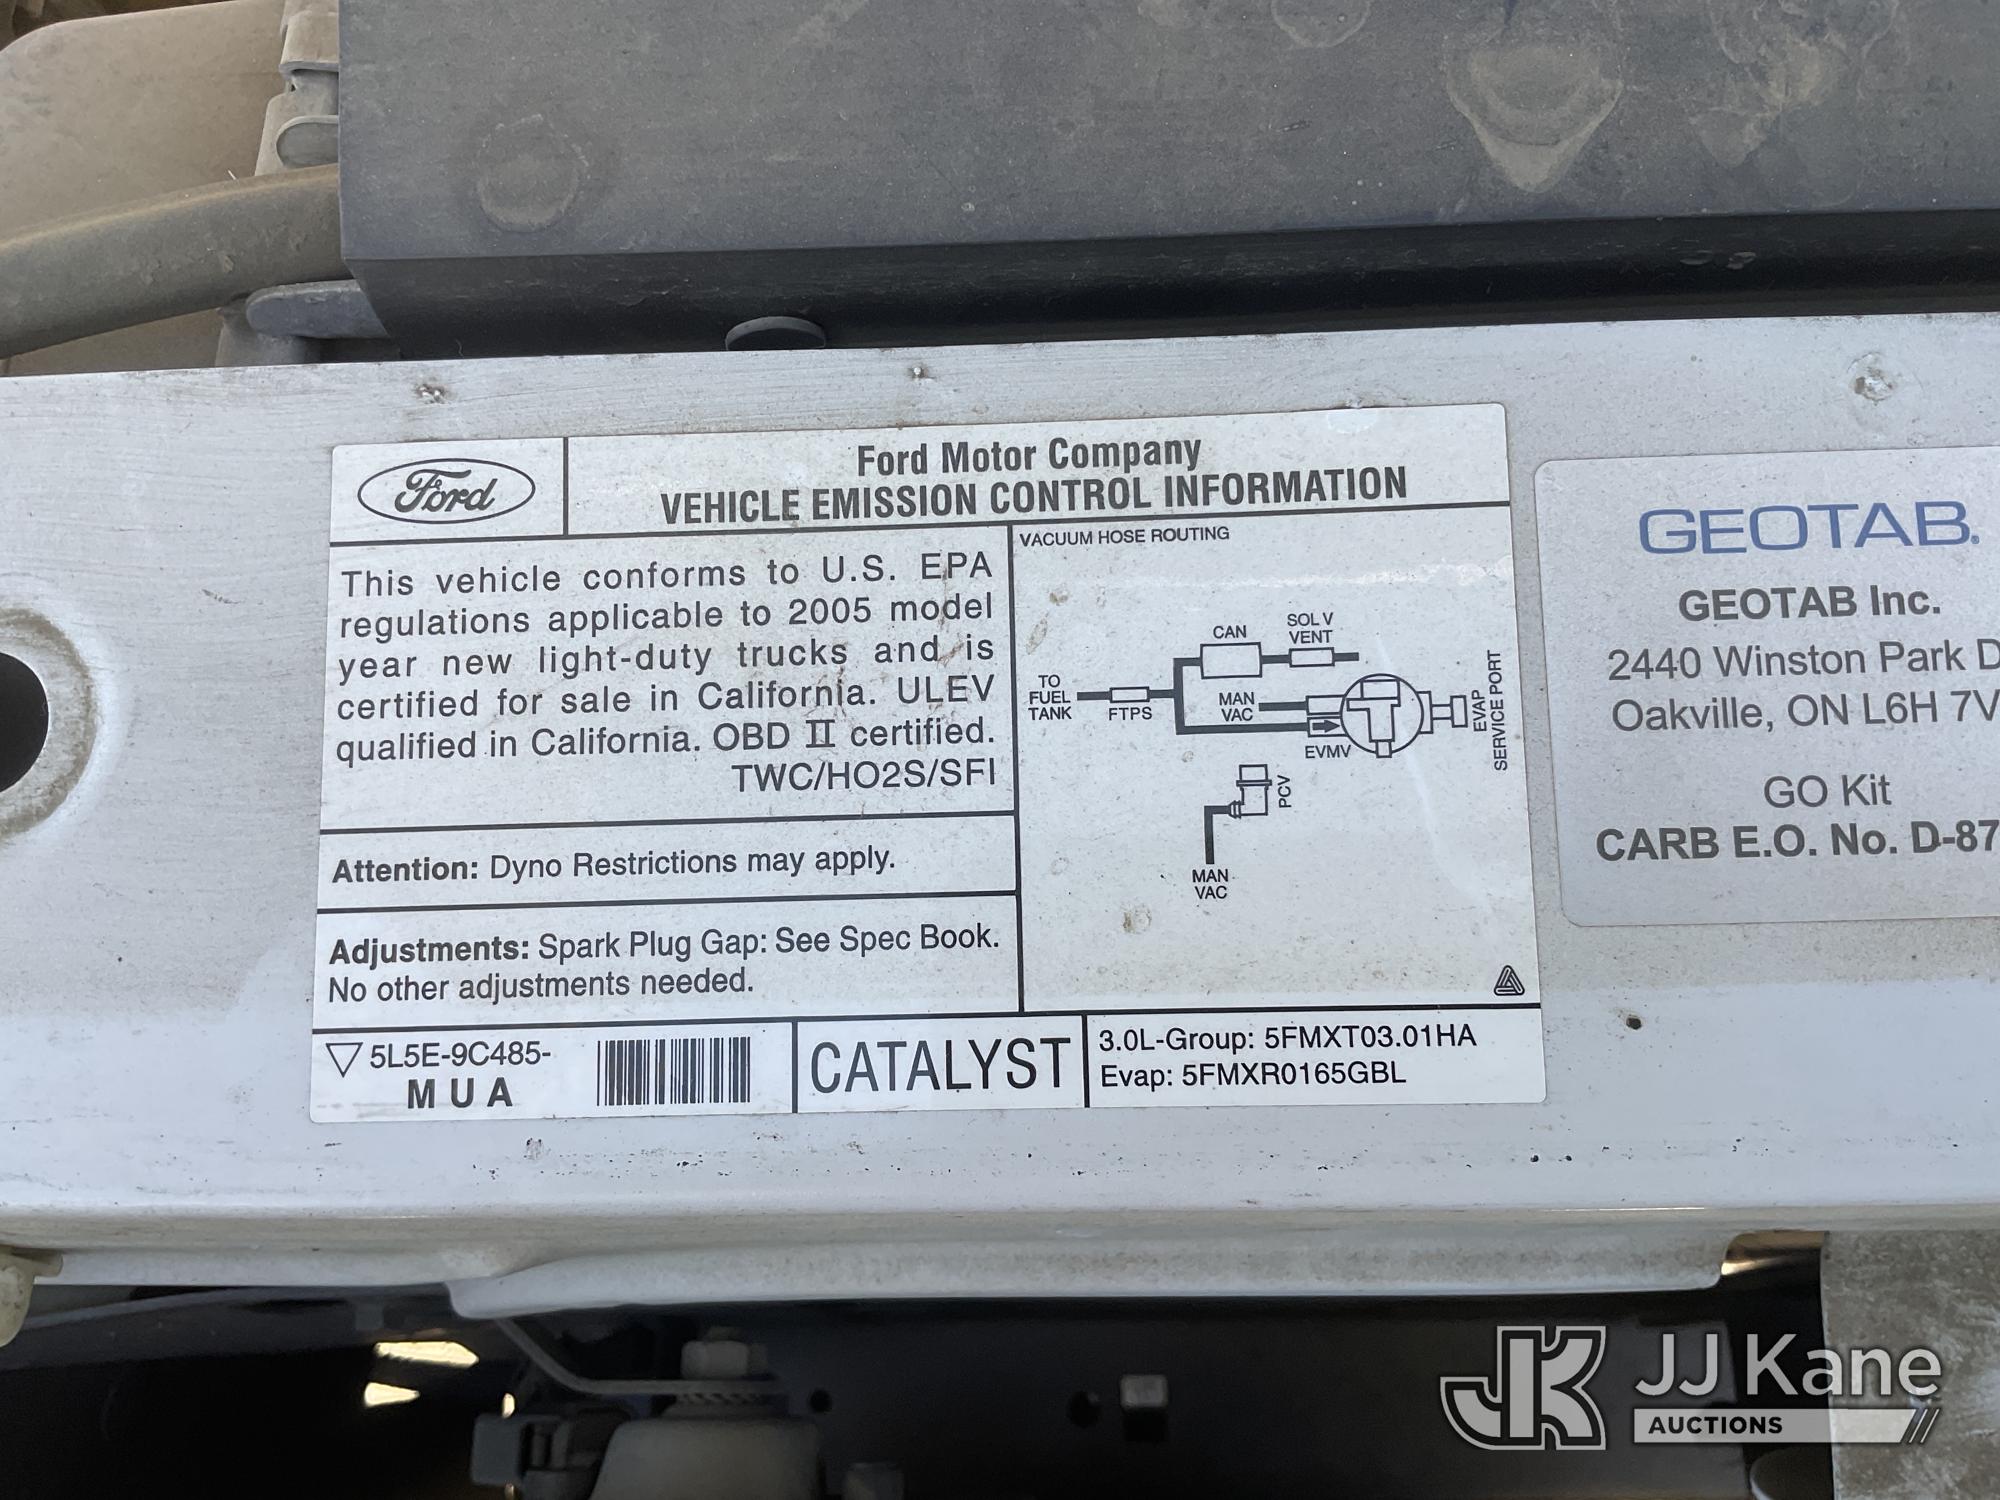 Ford
Ford Motor Company
VEHICLE EMISSION CONTROL INFORMATION
This vehicle conforms to U.S. EPA
regulations applicable to 2005 model
year new light-duty trucks and is
certified for sale in California. ULEV
qualified in California. OBD II certified.
TWC/HO2S/SFI
Attention: Dyno Restrictions may apply.
Adjustments: Spark Plug Gap: See Spec Book.
No other adjustments needed.
VACUUM HOSE ROUTING
TO
FUEL
TANK
FTPS
CAN
SOL V
VENT
MAN
VAC
EVMV
EVAP
SERVICE PORT
PCV
MAN
VAC
5L5E-9C485-
MUA
CATALYST
3.0L-Group: 5FMXT03.01HA
Evap: 5FMXR0165GBL
GEOTAB.
GEOTAB Inc.
2440 Winston Park D
Oakville, ON L6H 7V
GO Kit
CARB E.O. No. D-87
JK
JJ Kane
AUCTIONS